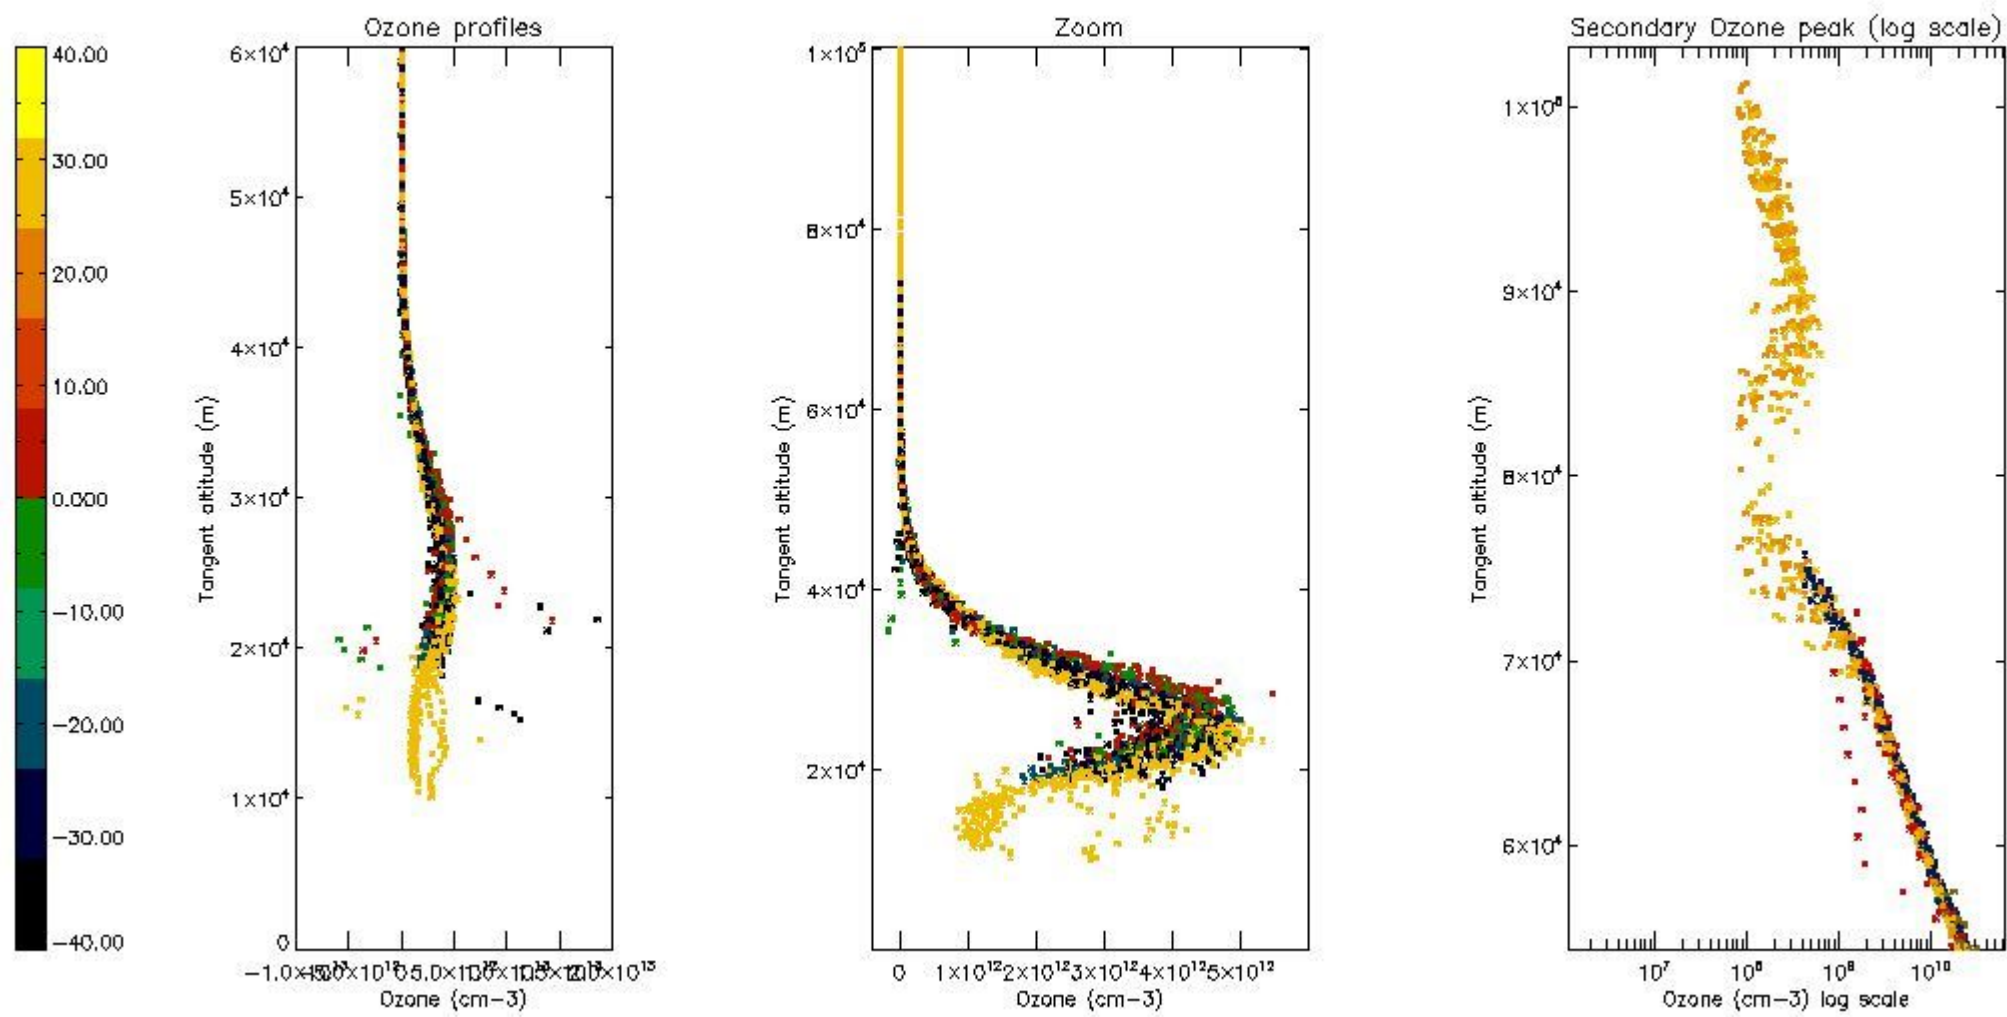 Ozone profiles
Zoom
Secondary Ozone peak (log scale)
40.00
30.00
20.00
10.00
-10.00
-20.00
-30.00
-40.00
Tangent altitude (m)
6×10⁴
5×10⁴
4×10⁴
3×10⁴
2×10⁴
1×10⁴
0
Ozone (cm-3)
Tangent altitude (m)
1×10⁵
8×10⁴
6×10⁴
4×10⁴
2×10⁴
0 1×10¹² 2×10¹² 3×10¹² 4×10¹² 5×10¹²
Ozone (cm-3)
Tangent altitude (m)
9×10⁴
8×10⁴
7×10⁴
6×10⁴
10⁷ 10⁸ 10⁹ 10¹⁰
Ozone (cm-3) log scale